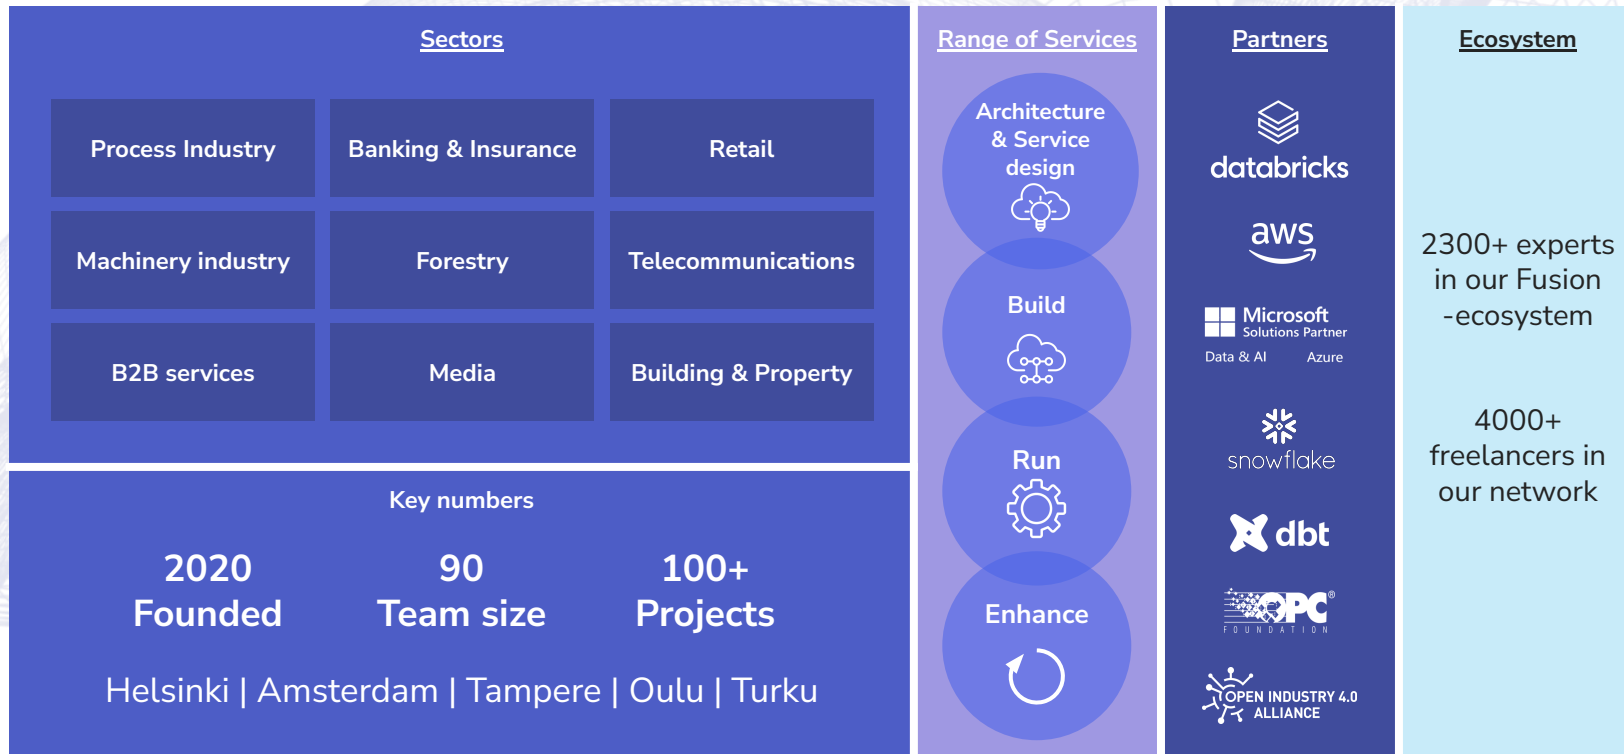 Sectors
Process Industry
Banking & Insurance
Retail
Machinery industry
Forestry
Telecommunications
B2B services
Media
Building & Property
Key numbers
2020
Founded
90
Team size
100+
Projects
Helsinki | Amsterdam | Tampere | Oulu | Turku
Range of Services
Architecture
& Service
design
Build
Run
Enhance
Partners
databricks
aws
Microsoft
Solutions Partner
Data & AI
Azure
snowflake
dbt
OPC®
FOUNDATION
OPEN INDUSTRY 4.0
ALLIANCE
Ecosystem
2300+ experts
in our Fusion
-ecosystem
4000+
freelancers in
our network